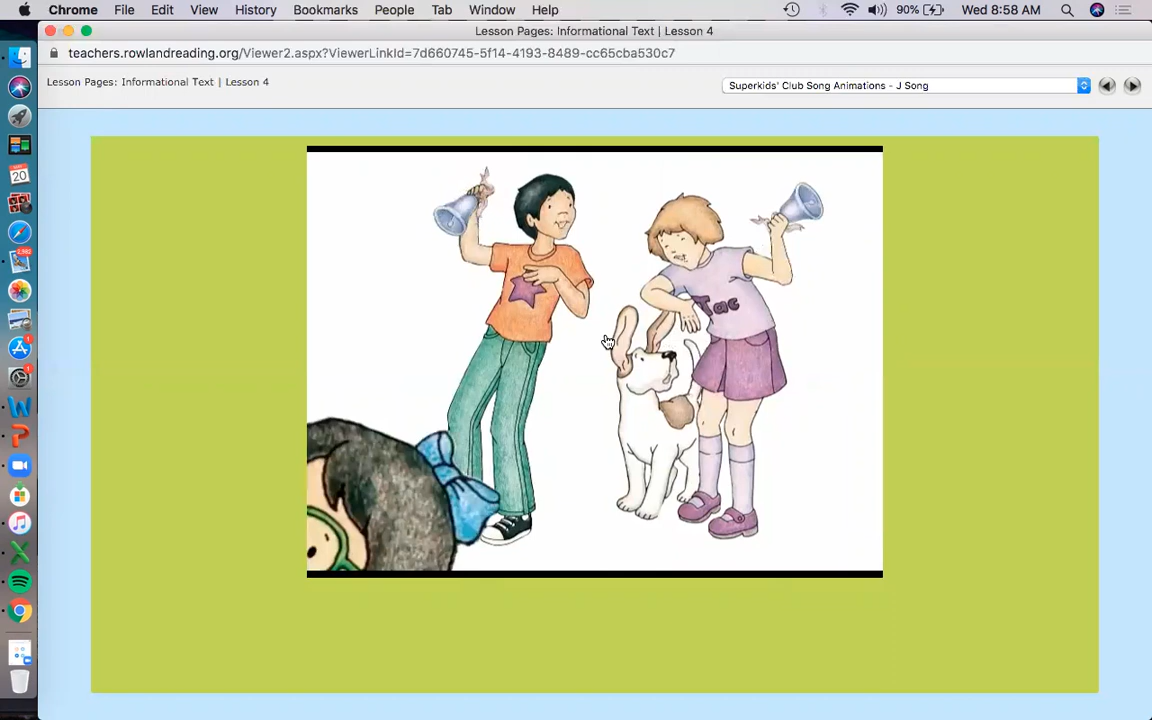 Chrome File Edit View History Bookmarks People Tab Window Help 90% Wed 8:58 AM
Lesson Pages: Informational Text | Lesson 4
teachers.rowlandreading.org/Viewer2.aspx?ViewerLinkId=7d660745-5f14-4193-8489-cc65cba530c7
Lesson Pages: Informational Text | Lesson 4
Superkids' Club Song Animations - J Song
20
Tac